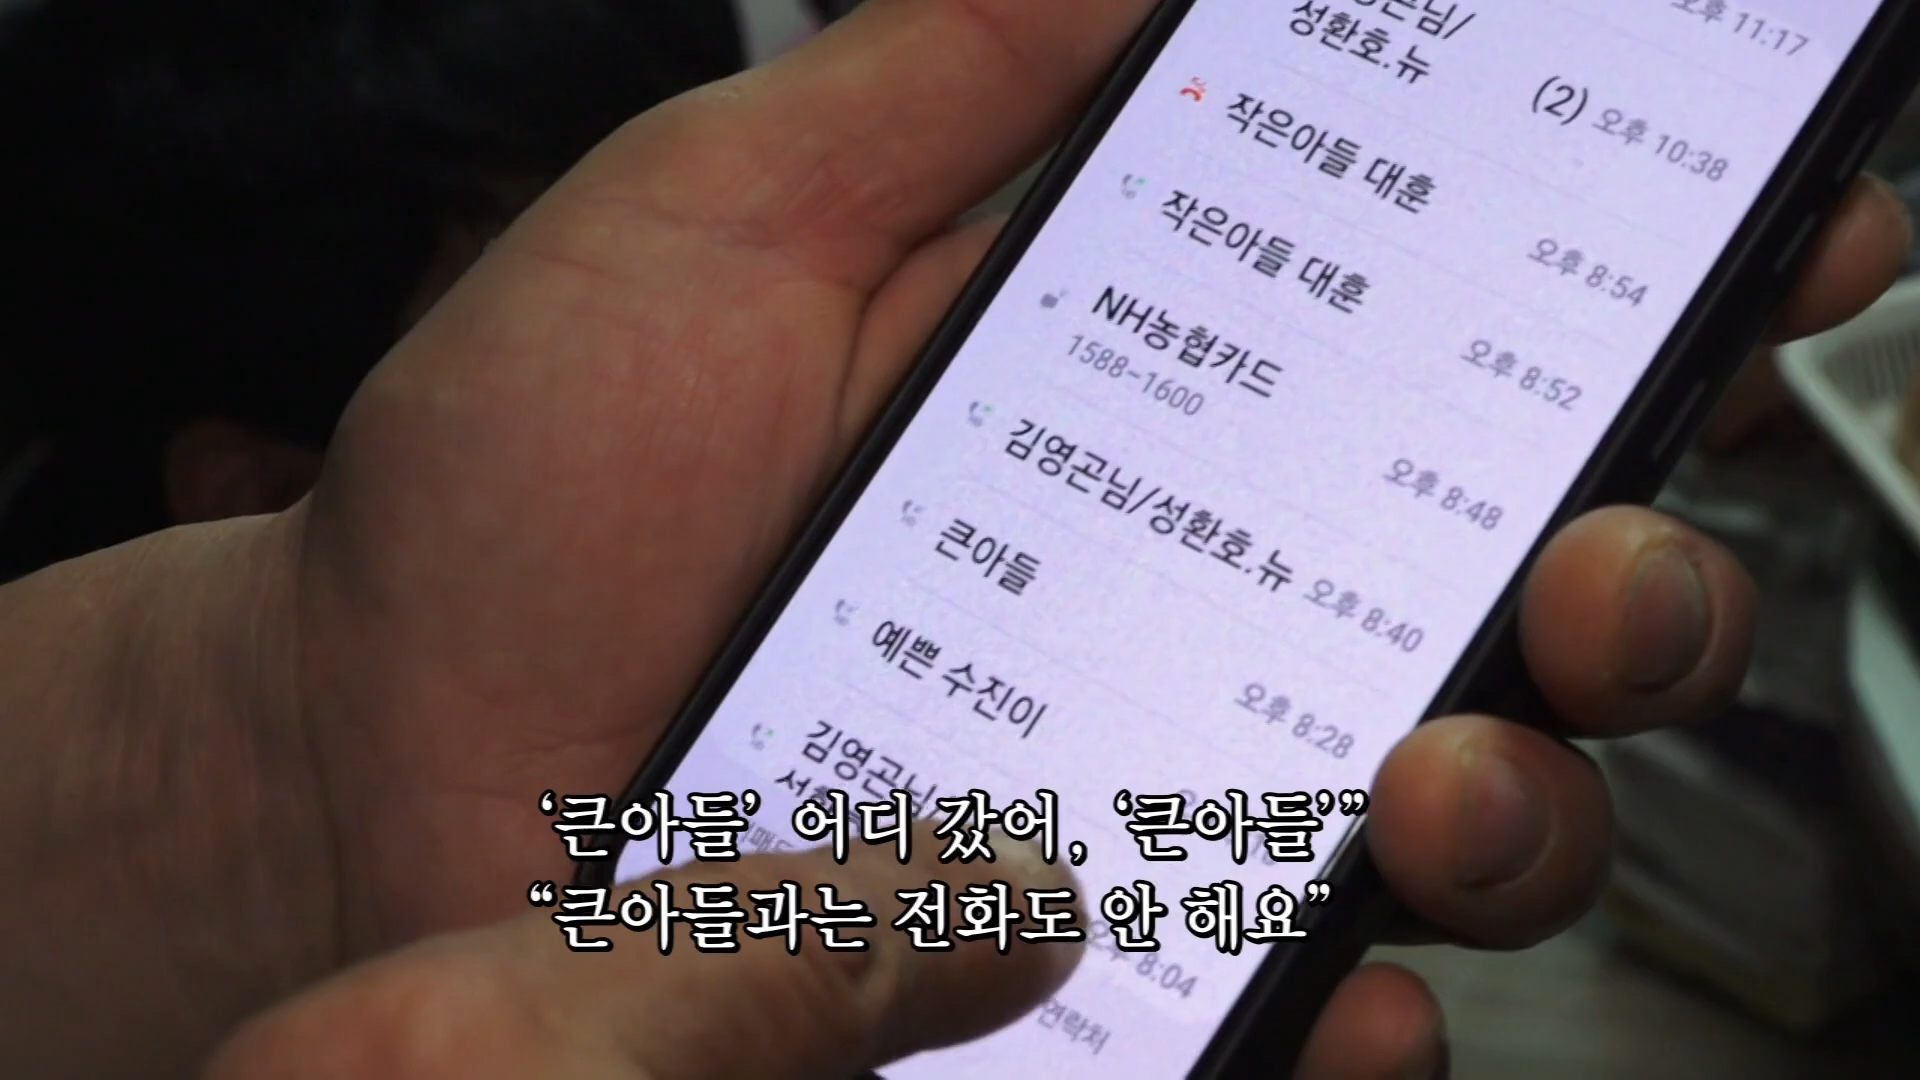 오후 11:17
성환호.뉴
(2) 오후 10:38
작은아들 대훈
오후 8:54
작은아들 대훈
오후 8:52
NH농협카드
1588-1600
오후 8:48
김영곤님/성환호.뉴
오후 8:40
큰아들
오후 8:28
예쁜 수진이
김영곤님/
‘큰아들’ 어디 갔어, ‘큰아들’”
“큰아들과는 전화도 안 해요”
오후 8:04
연락처